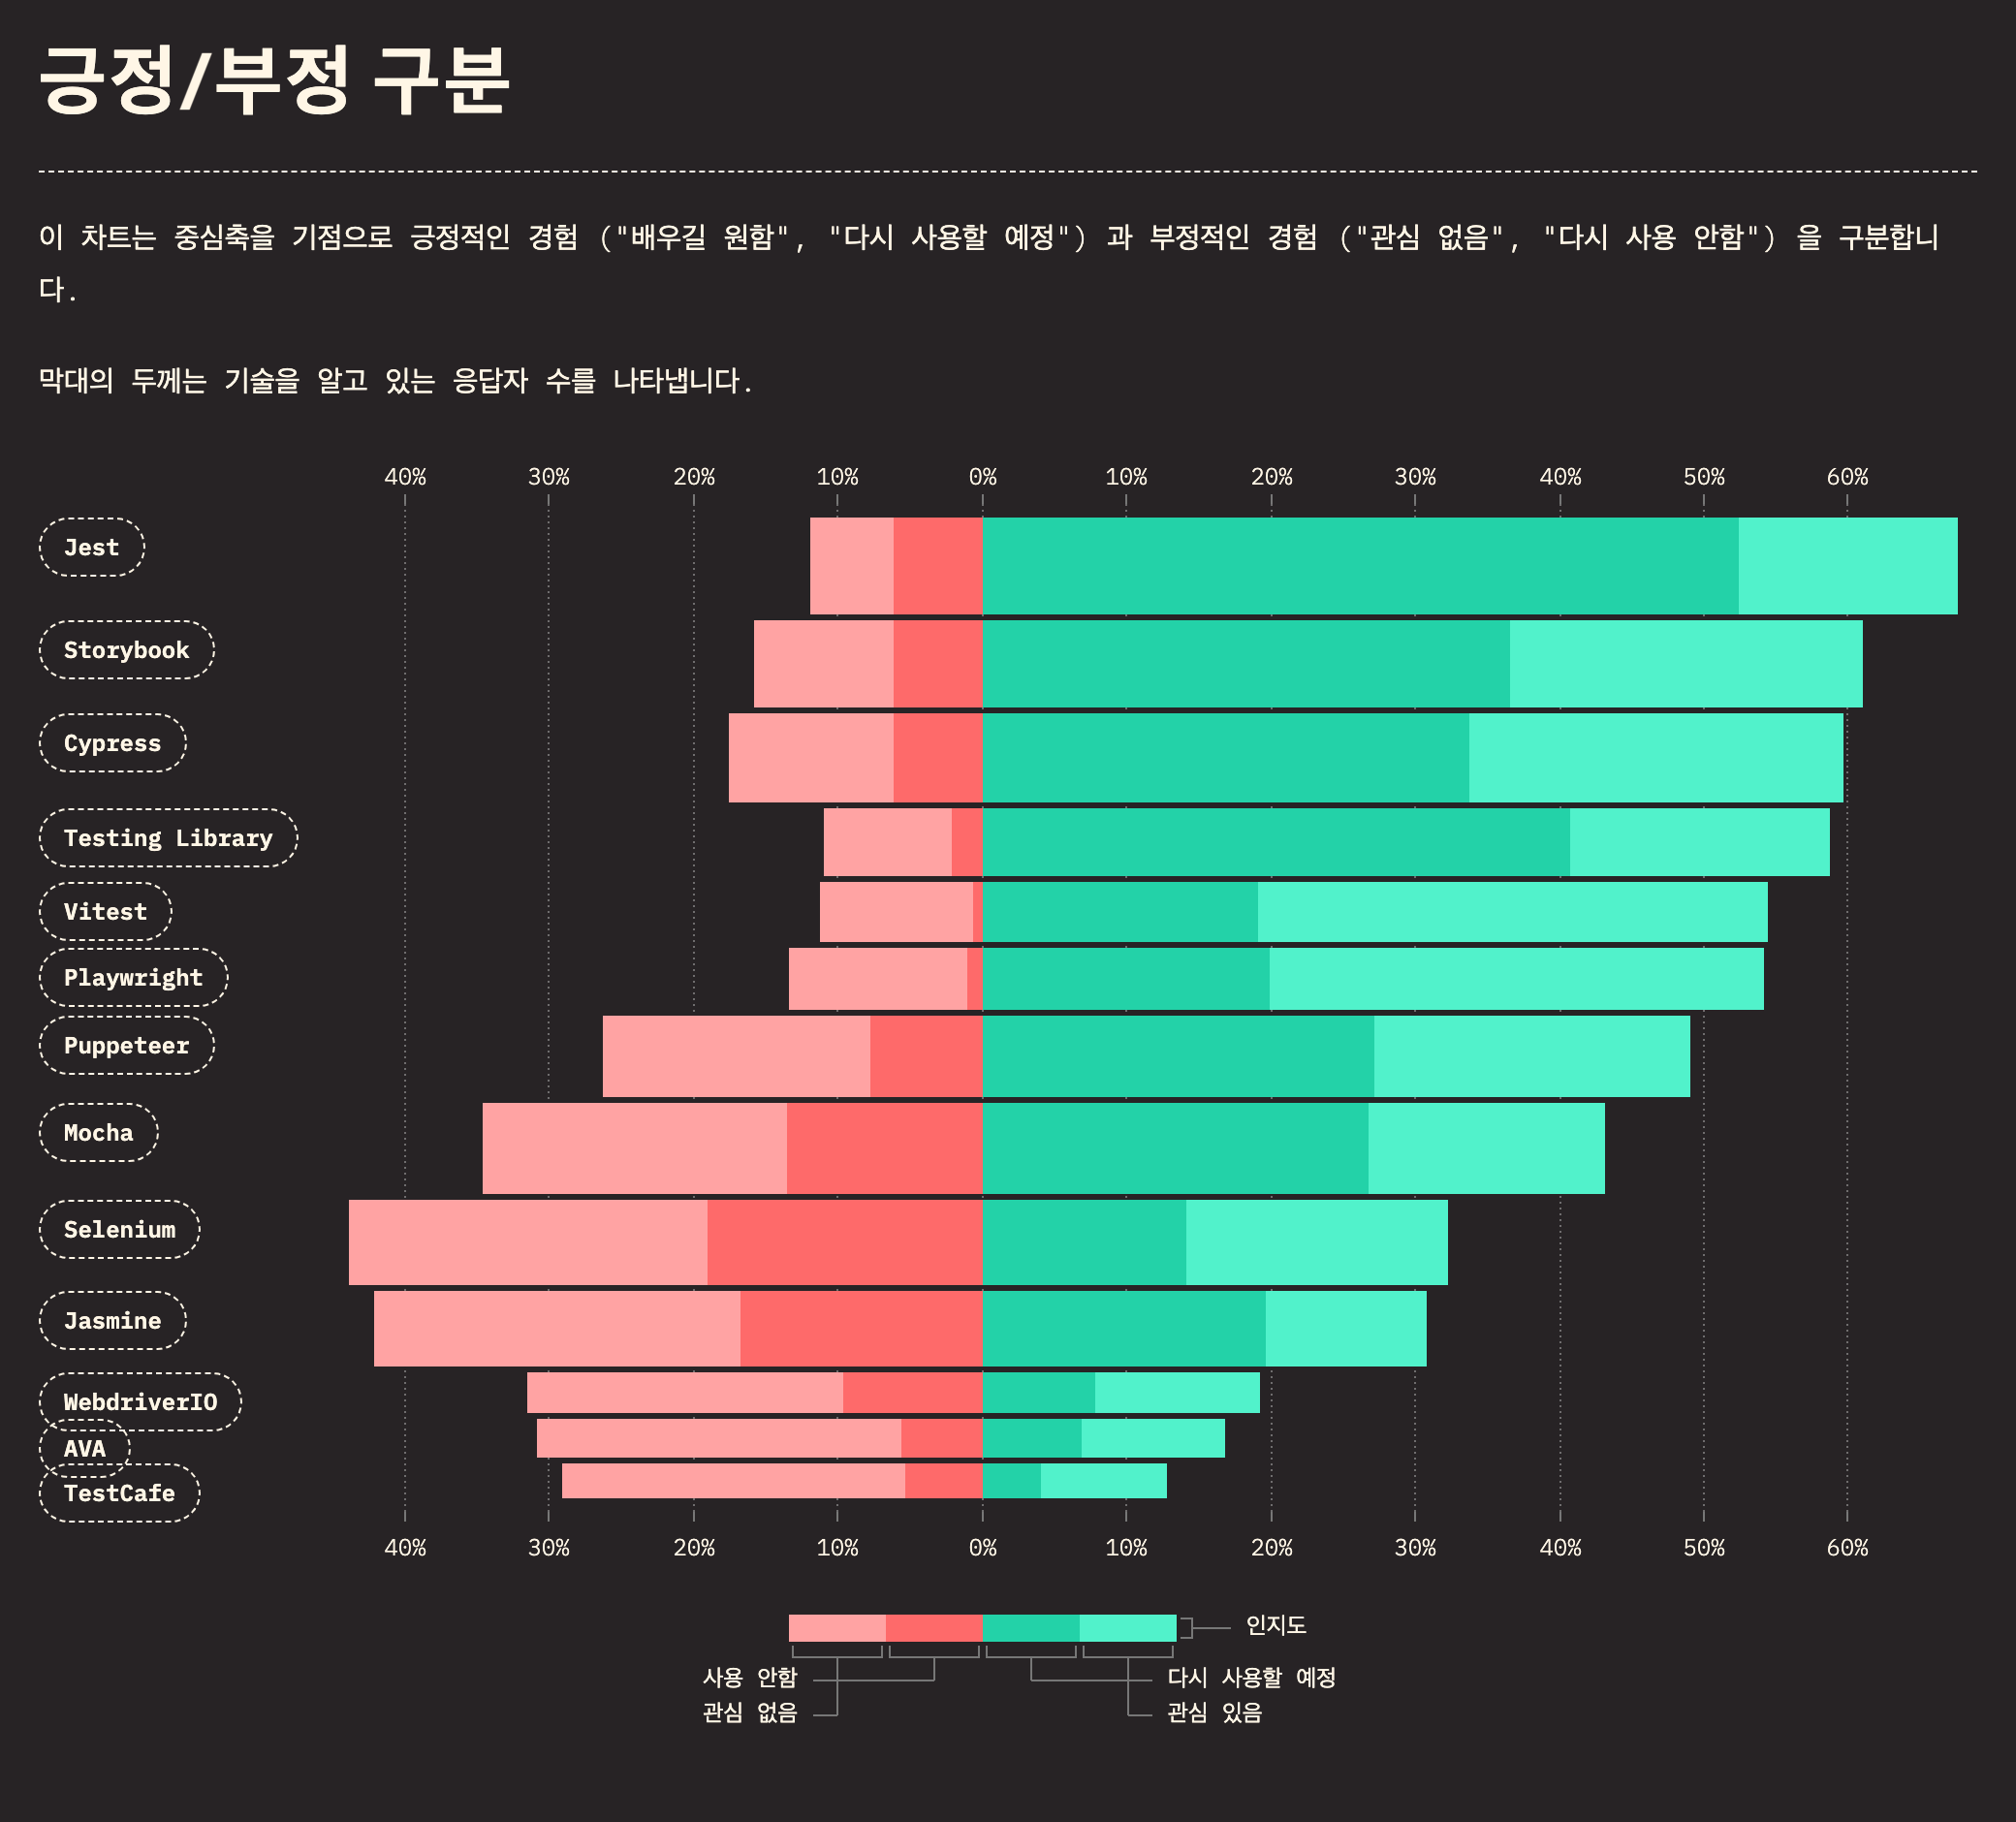 긍정/부정 구분
이 차트는 중심축을 기점으로 긍정적인 경험 ("배우길 원함", "다시 사용할 예정") 과 부정적인 경험 ("관심 없음", "다시 사용 안함") 을 구분합니
다.
막대의 두께는 기술을 알고 있는 응답자 수를 나타냅니다.
40% 30% 20% 10% 0% 10% 20% 30% 40% 50% 60%
Jest
Storybook
Cypress
Testing Library
Vitest
Playwright
Puppeteer
Mocha
Selenium
Jasmine
WebdriverIO
AVA
TestCafe
40% 30% 20% 10% 0% 10% 20% 30% 40% 50% 60%
인지도
사용 안함 다시 사용할 예정
관심 없음 관심 있음